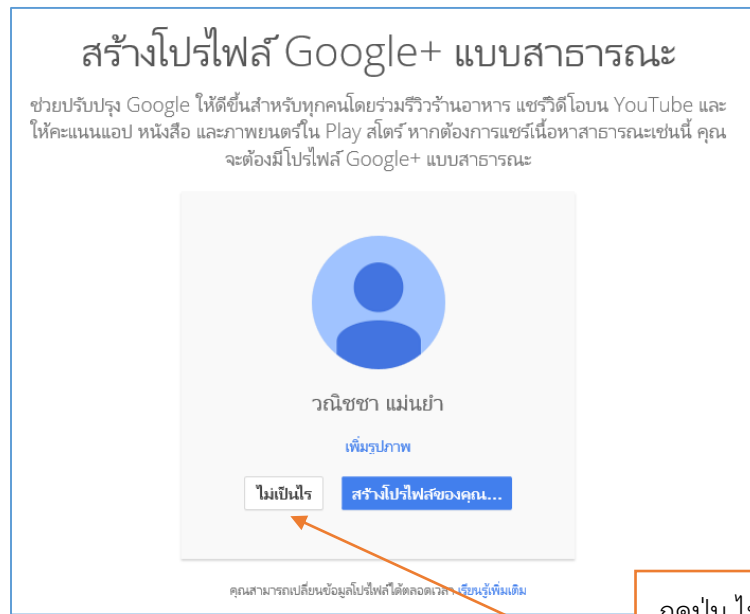 สร้างโปรไฟล์ Google+ แบบสาธารณะ
ช่วยปรับปรุง Google ให้ดีขึ้นสำหรับทุกคนโดยร่วมรีวิวร้านอาหาร แชร์วิดีโอบน YouTube และ
ให้คะแนนแอป หนังสือ และภาพยนตร์ใน Play สโตร์ หากต้องการแชร์เนื้อหาสาธารณะเช่นนี้ คุณ
จะต้องมีโปรไฟล์ Google+ แบบสาธารณะ
วณิชชา แม่นยำ
เพิ่มรูปภาพ
ไม่เป็นไร สร้างโปรไฟล์ของคุณ...
คุณสามารถเปลี่ยนข้อมูลโปรไฟล์ได้ตลอดเวลา เรียนรู้เพิ่มเติม